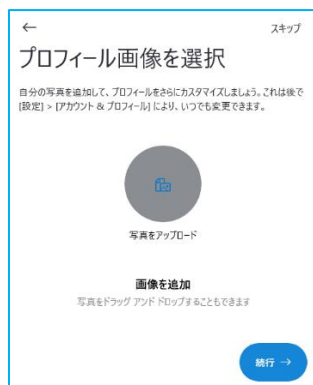 スキップ
プロフィール画像を選択
自分の写真を追加して、プロフィールをさらにカスタマイズしましょう。これは後で
[設定] > [アカウント & プロフィール] により、いつでも変更できます。
写真をアップロード
画像を追加
写真をドラッグ アンド ドロップすることもできます
続行 →